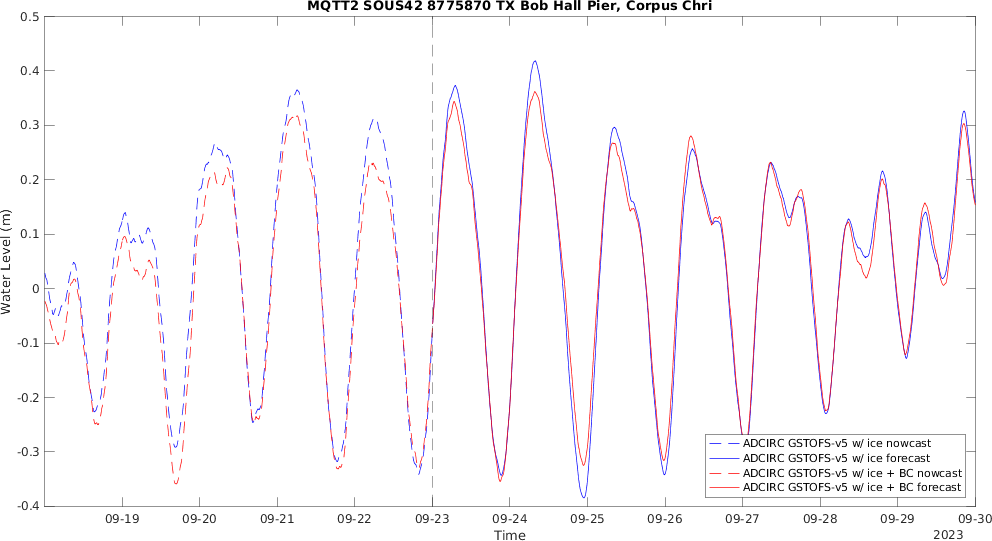 MQTT2 SOUS42 8775870 TX Bob Hall Pier, Corpus Chri
0.5
0.4
0.3
0.2
0.1
0
-0.1
-0.2
-0.3
-0.4
Water Level (m)
09-19 09-20 09-21 09-22 09-23 09-24 09-25 09-26 09-27 09-28 09-29 09-30
Time
2023
ADCIRC GSTOFS-v5 w/ ice nowcast
ADCIRC GSTOFS-v5 w/ ice forecast
ADCIRC GSTOFS-v5 w/ ice + BC nowcast
ADCIRC GSTOFS-v5 w/ ice + BC forecast